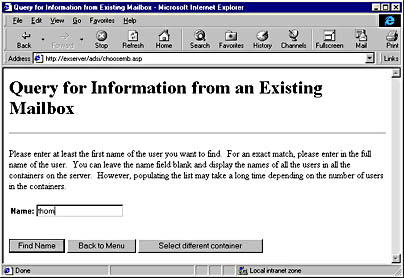 Query for Information from Existing Mailbox - Microsoft Internet Explorer
File Edit View Go Favorites Help
Back Forward Stop Refresh Home Search Favorites History Channels Fullscreen Mail Print
Address http://exserver/adsi/choosemb.asp Links
Query for Information from an Existing
Mailbox
Please enter at least the first name of the user you want to find. For an exact match, please enter in the full
name of the user. You can leave the name field blank and display the names of all the users in all the
containers on the server. However, populating the list may take a long time depending on the number of users
in the containers.
Name: thom
Find Name Back to Menu Select different container
Done Local intranet zone